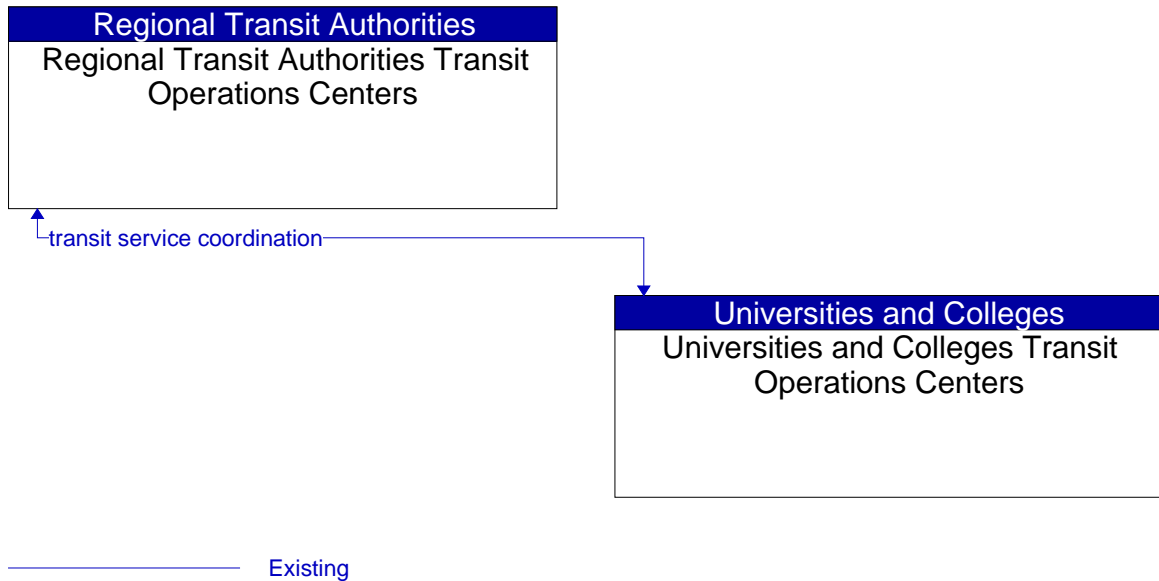 Regional Transit Authorities
Regional Transit Authorities Transit
Operations Centers
transit service coordination
Universities and Colleges
Universities and Colleges Transit
Operations Centers
Existing